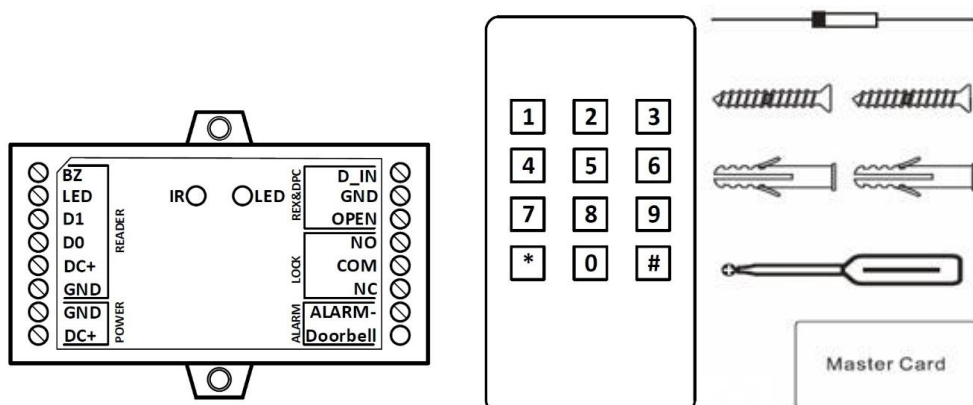 BZ
LED
D1
D0
DC+
GND
GND
DC+
READER
POWER
IR
LED
REX&DPC
LOCK
ALARM
D_IN
GND
OPEN
NO
COM
NC
ALARM-
Doorbell
1 2 3
4 5 6
7 8 9
* 0 #
Master Card